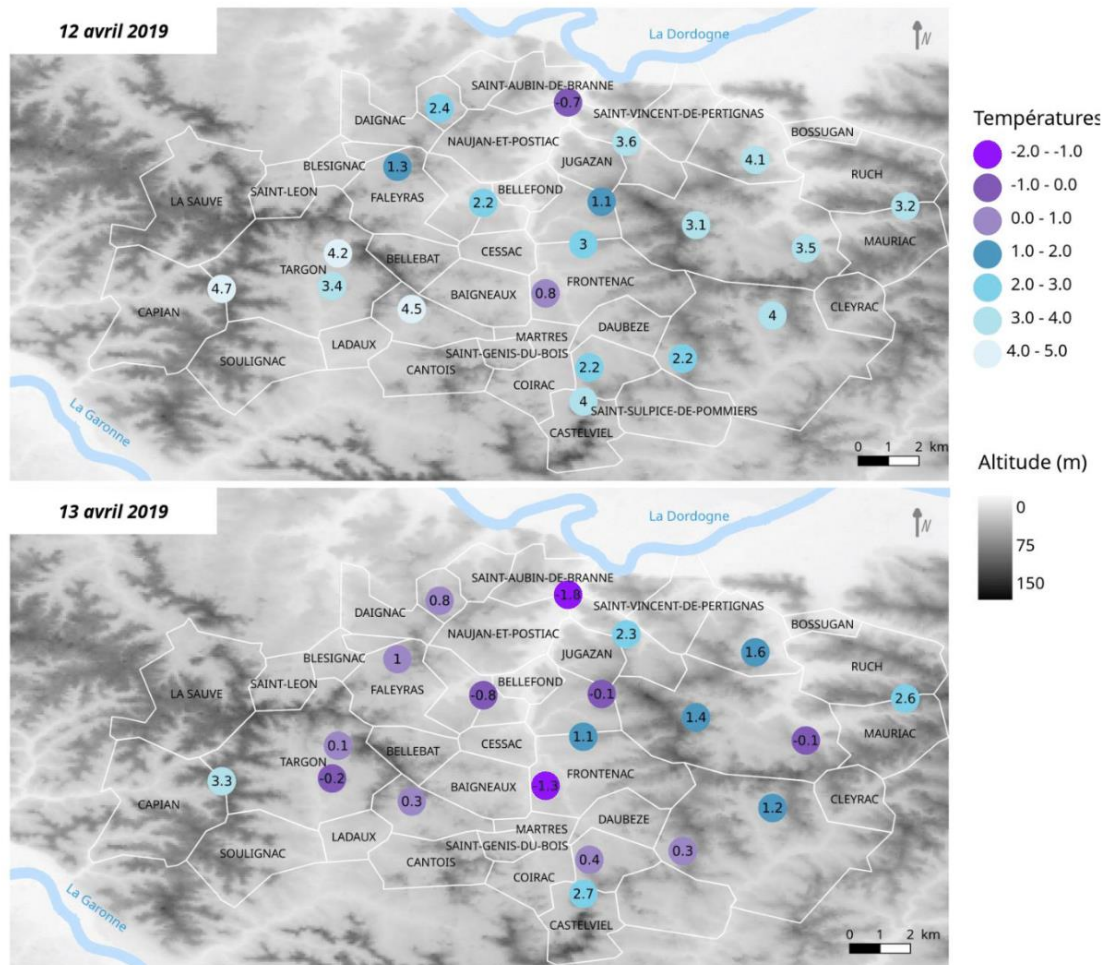 12 avril 2019
La Dordogne
N
SAINT-AUBIN-DE-BRANNE
2.4
-0.7
DAIGNAC
SAINT-VINCENT-DE-PERTIGNAS
NAUJAN-ET-POSTIAC
3.6
BOSSUGAN
JUGAZAN
4.1
BLESIGNAC
1.3
RUCH
SAINT-LEON
BELLEFOND
LA SAUVE
FALEYRAS
2.2
1.1
3.2
3.1
MAURIAC
CESSAC
3
3.5
4.2
BELLEBAT
TARGON
FRONTENAC
4.7
3.4
BAIGNEAUX
0.8
CAPIAN
4.5
CLEYRAC
4
DAUBEZE
MARTRES
LADAUX
SAINT-GENIS-DU-BOIS
SOULIGNAC
2.2
CANTOIS
2.2
COIRAC
4
SAINT-SULPICE-DE-POMMIERS
La Garonne
CASTELVIEL
0 1 2 km
Températures
-2.0 - -1.0
-1.0 - 0.0
0.0 - 1.0
1.0 - 2.0
2.0 - 3.0
3.0 - 4.0
4.0 - 5.0
Altitude (m)
0
75
150
13 avril 2019
La Dordogne
N
SAINT-AUBIN-DE-BRANNE
0.8
-1.8
DAIGNAC
SAINT-VINCENT-DE-PERTIGNAS
NAUJAN-ET-POSTIAC
2.3
BOSSUGAN
JUGAZAN
1.6
BLESIGNAC
1
RUCH
SAINT-LEON
BELLEFOND
LA SAUVE
FALEYRAS
-0.8
-0.1
2.6
1.4
MAURIAC
CESSAC
1.1
-0.1
0.1
BELLEBAT
TARGON
FRONTENAC
3.3
-0.2
BAIGNEAUX
-1.3
CAPIAN
0.3
CLEYRAC
1.2
DAUBEZE
MARTRES
LADAUX
SAINT-GENIS-DU-BOIS
SOULIGNAC
0.3
CANTOIS
0.4
COIRAC
2.7
La Garonne
CASTELVIEL
0 1 2 km